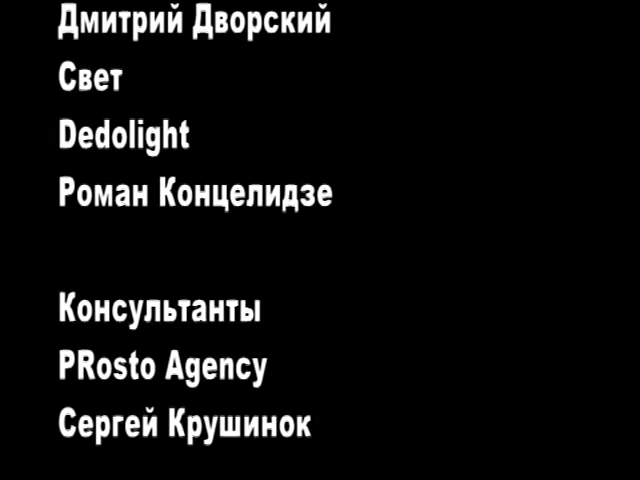 Дмитрий Дворский
Свет
Dedolight
Роман Концелидзе
Консультанты
PRosto Agency
Сергей Крушинок